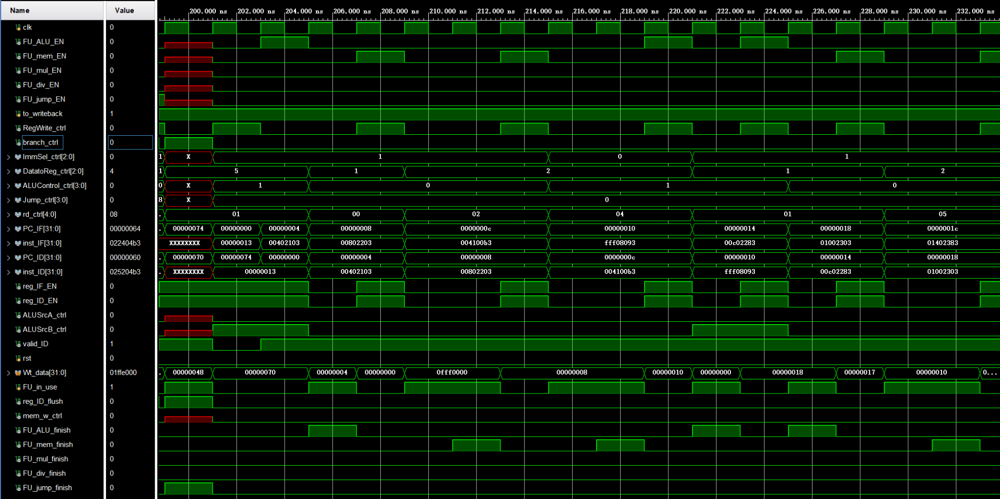 Name Value 200.000 ns 202.000 ns 204.000 ns 206.000 ns 208.000 ns 210.000 ns 212.000 ns 214.000 ns 216.000 ns 218.000 ns 220.000 ns 222.000 ns 224.000 ns 226.000 ns 228.000 ns 230.000 ns 232.000 ns
clk 0
FU_ALU_EN 0
FU_mem_EN 0
FU_mul_EN 0
FU_div_EN 0
FU_jump_EN 0
to_writeback 1
RegWrite_ctrl 0
branch_ctrl 0
ImmSel_ctrl[2:0] 0 1 X 1 0 1
DatatoReg_ctrl[2:0] 4 1 5 1 2 1 2
ALUControl_ctrl[3:0] 0 0 X 1 0 1 0
Jump_ctrl[3:0] 0 8 X 0
rd_ctrl[4:0] 08 . 01 00 02 04 01 05
PC_IF[31:0] 00000064 . 00000074 00000000 00000004 00000008 0000000c 00000010 00000014 00000018 0000001c
inst_IF[31:0] 022404b3 XXXXXXXX 00000013 00402103 00802203 004100b3 fff08093 00c02283 01002303 01402383
PC_ID[31:0] 00000060 . 00000070 00000074 00000000 00000004 00000008 0000000c 00000010 00000014 00000018
inst_ID[31:0] 025204b3 . XXXXXXXX 00000013 00402103 00802203 004100b3 fff08093 00c02283 01002303
reg_IF_EN 0
reg_ID_EN 0
ALUSrcA_ctrl 0
ALUSrcB_ctrl 0
valid_ID 1
rst 0
Wt_data[31:0] 01ffe000 . 00000048 00000070 00000004 00000000 0fff0000 00000008 00000010 00000000 00000018 00000017 00000010 0...
FU_in_use 1
reg_ID_flush 0
mem_w_ctrl 0
FU_ALU_finish 0
FU_mem_finish 0
FU_mul_finish 0
FU_div_finish 0
FU_jump_finish 0